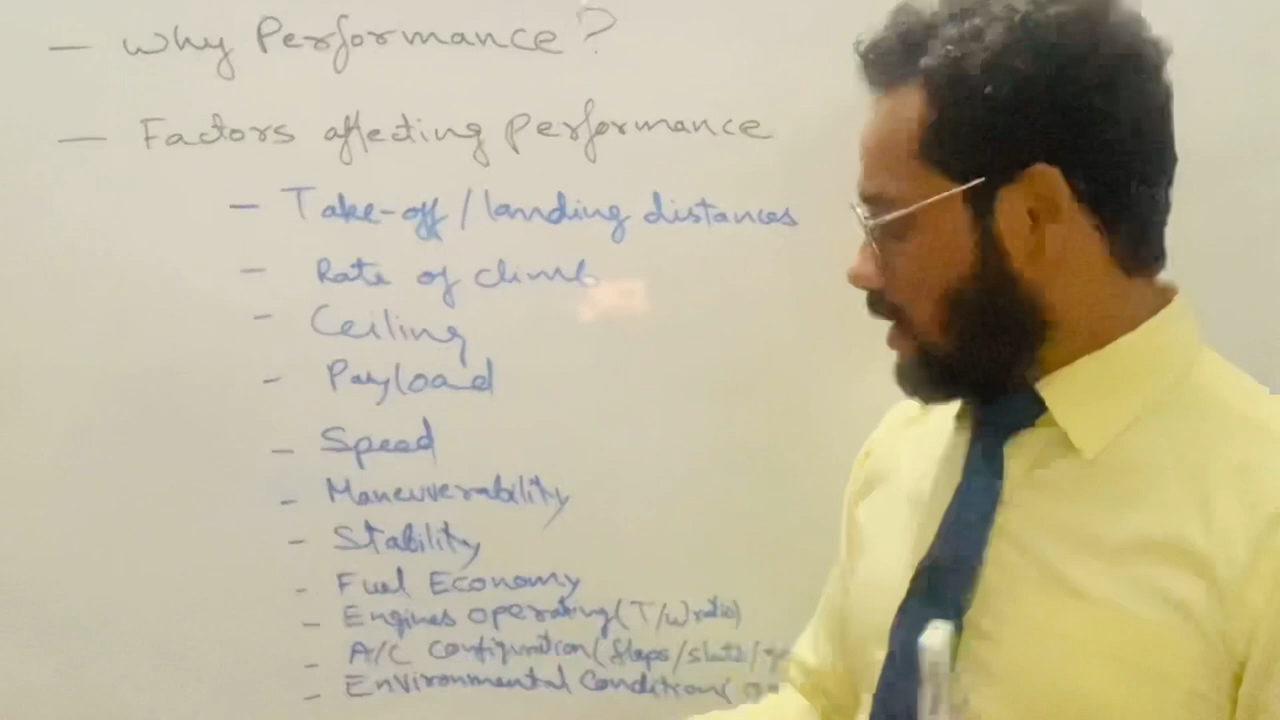 — Why Performance?
— Factors affecting Performance
— Take-off / landing distances
— Rate of climb
— Ceiling
— Payload
— Speed
— Maneuverability
— Stability
— Fuel Economy
— Engines operating (T/W ratio)
— A/C Configuration (flaps/slats/
— Environmental Conditions (